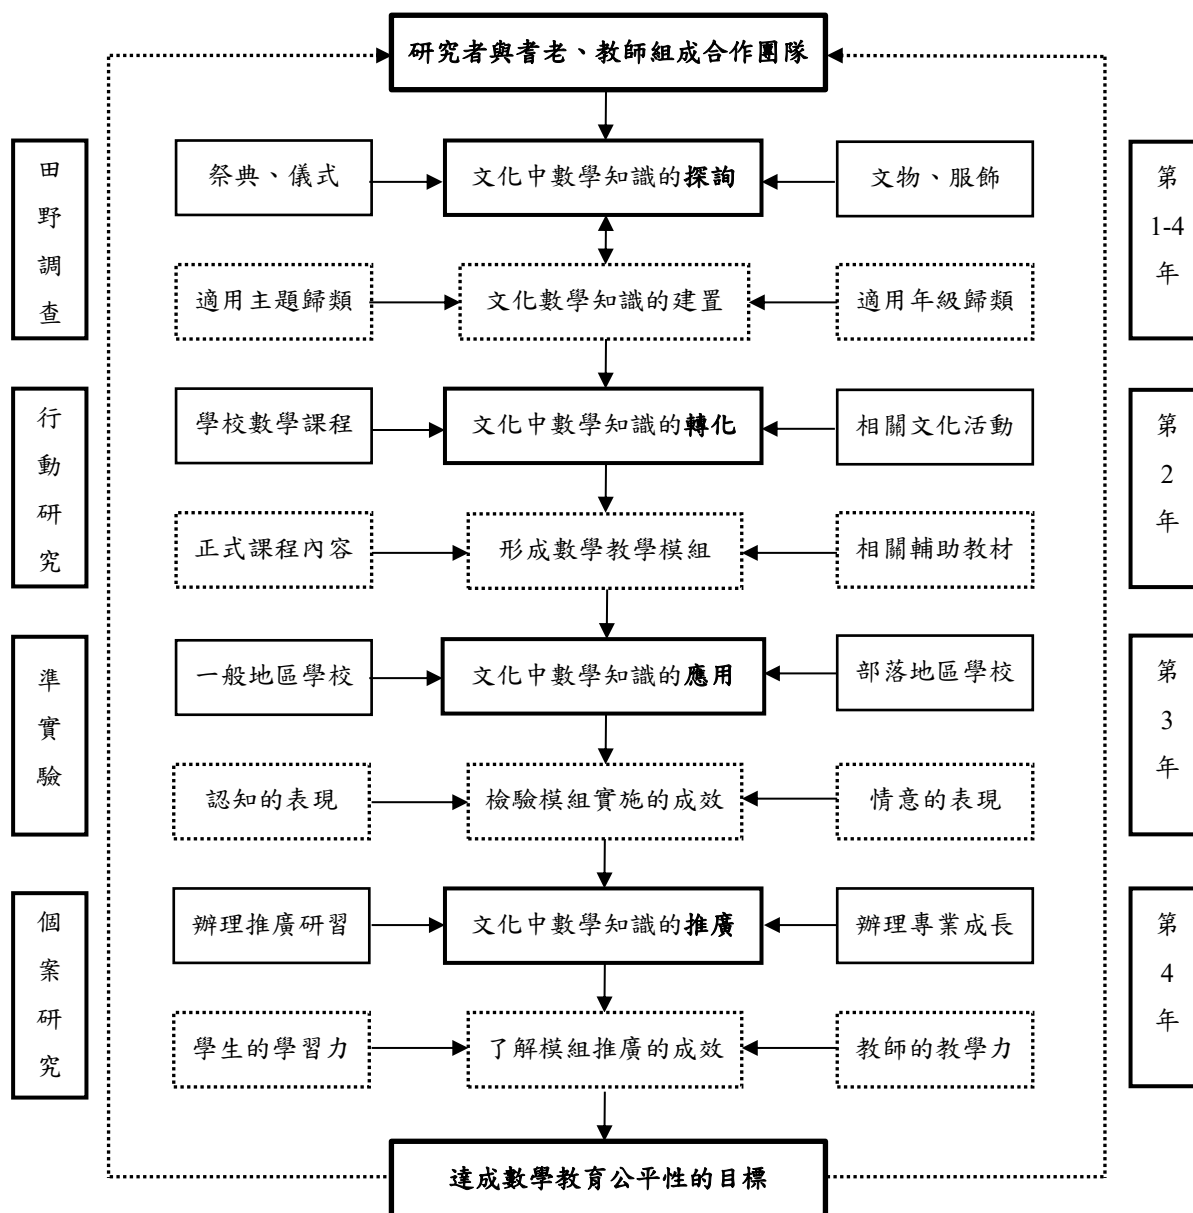 研究者與耆老、教師組成合作團隊
田野調查
祭典、儀式
文化中數學知識的探詢
文物、服飾
第
1-4
年
適用主題歸類
文化數學知識的建置
適用年級歸類
行動研究
學校數學課程
文化中數學知識的轉化
相關文化活動
第
2
年
正式課程內容
形成數學教學模組
相關輔助教材
準實驗
一般地區學校
文化中數學知識的應用
部落地區學校
第
3
年
認知的表現
檢驗模組實施的成效
情意的表現
個案研究
辦理推廣研習
文化中數學知識的推廣
辦理專業成長
第
4
年
學生的學習力
了解模組推廣的成效
教師的教學力
達成數學教育公平性的目標